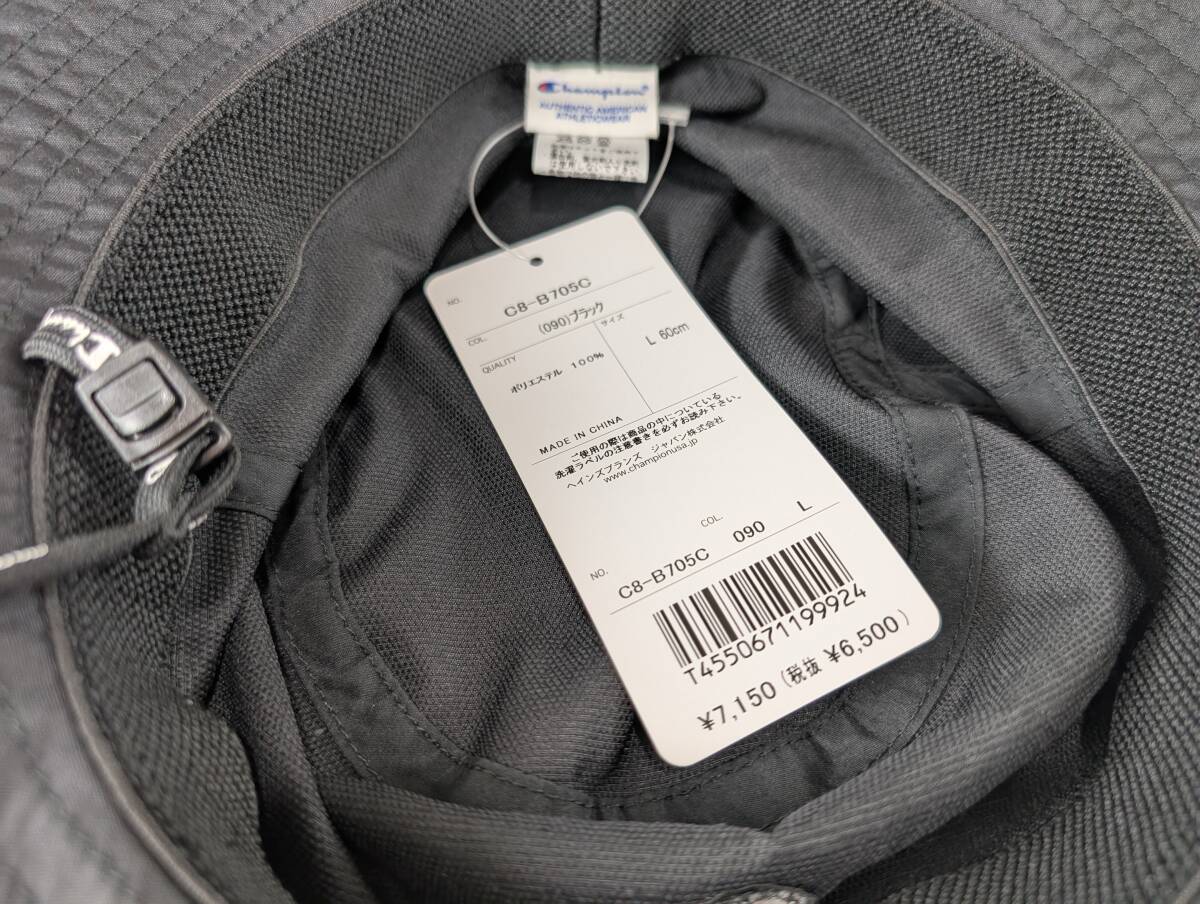 Champion
AUTHENTIC AMERICAN
ATHLETICWEAR
NO. C8-B705C
COL. (090)ブラック
QUALITY サイズ
ポリエステル 100% L 60cm
MADE IN CHINA
ご使用の際は商品の中についている
洗濯ラベルの注意書きを必ずお読み下さい。
ヘインズブランズ ジャパン株式会社
www.championusa.jp
COL.
NO. C8-B705C 090 L
T4550671199924
¥7,150(税抜 ¥6,500)